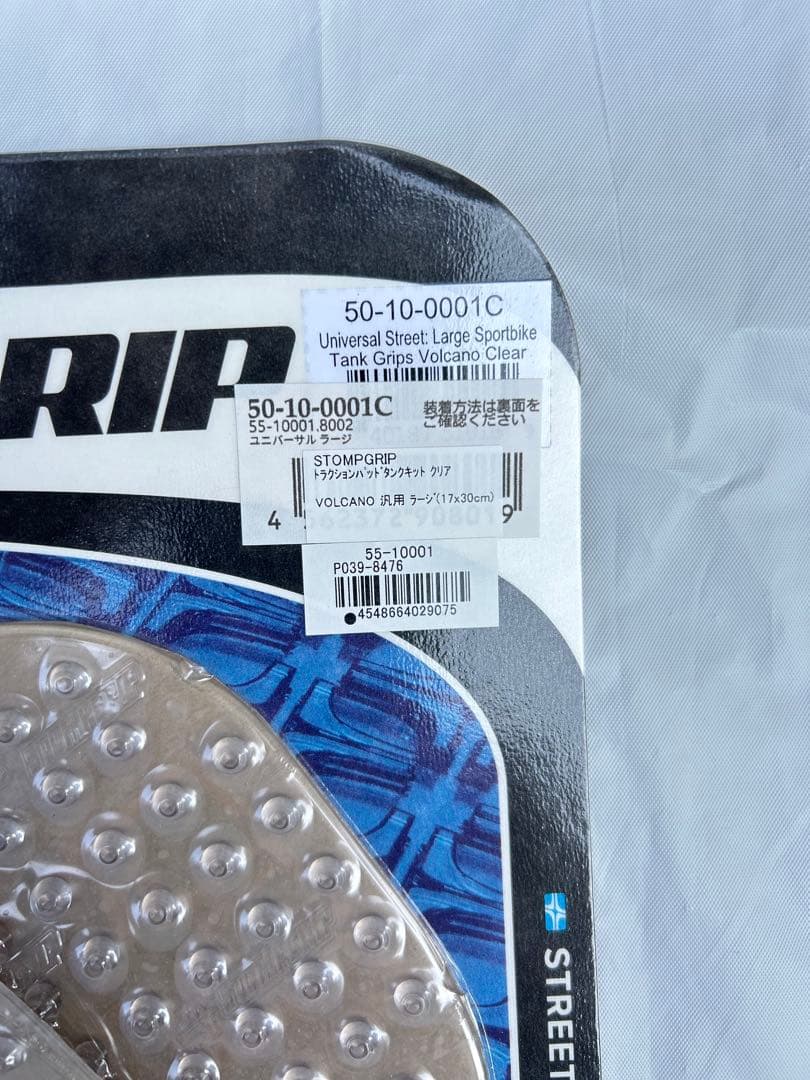 RIP
50-10-0001C
Universal Street: Large Sportbike
Tank Grips Volcano Clear
50-10-0001C
装着方法は裏面を
ご確認ください
55-10001.8002
ユニバーサル ラージ
STOMPGRIP
トラクションパッドタンクキット クリア
VOLCANO 汎用 ラージ(17x30cm)
4 562372 908019
55-10001
P039-8476
4548664029075
STREET